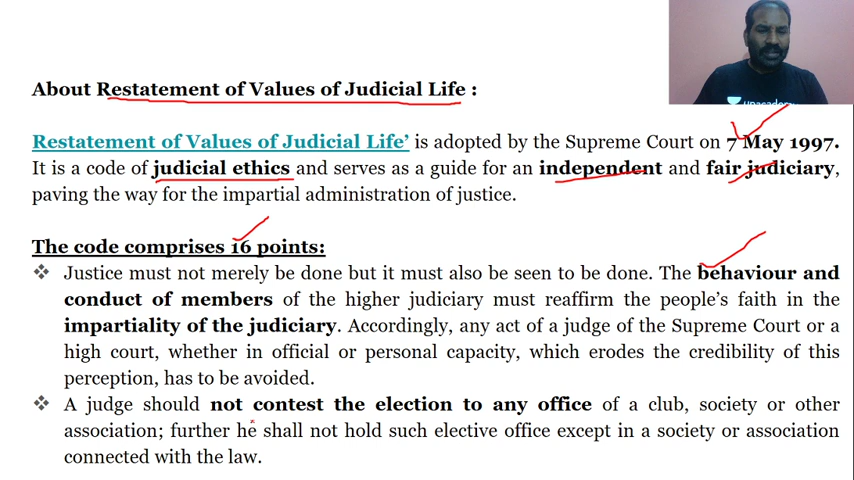 About Restatement of Values of Judicial Life :
Restatement of Values of Judicial Life’ is adopted by the Supreme Court on 7 May 1997.
It is a code of judicial ethics and serves as a guide for an independent and fair judiciary,
paving the way for the impartial administration of justice.
The code comprises 16 points:
❖ Justice must not merely be done but it must also be seen to be done. The behaviour and
conduct of members of the higher judiciary must reaffirm the people’s faith in the
impartiality of the judiciary. Accordingly, any act of a judge of the Supreme Court or a
high court, whether in official or personal capacity, which erodes the credibility of this
perception, has to be avoided.
❖ A judge should not contest the election to any office of a club, society or other
association; further he shall not hold such elective office except in a society or association
connected with the law.